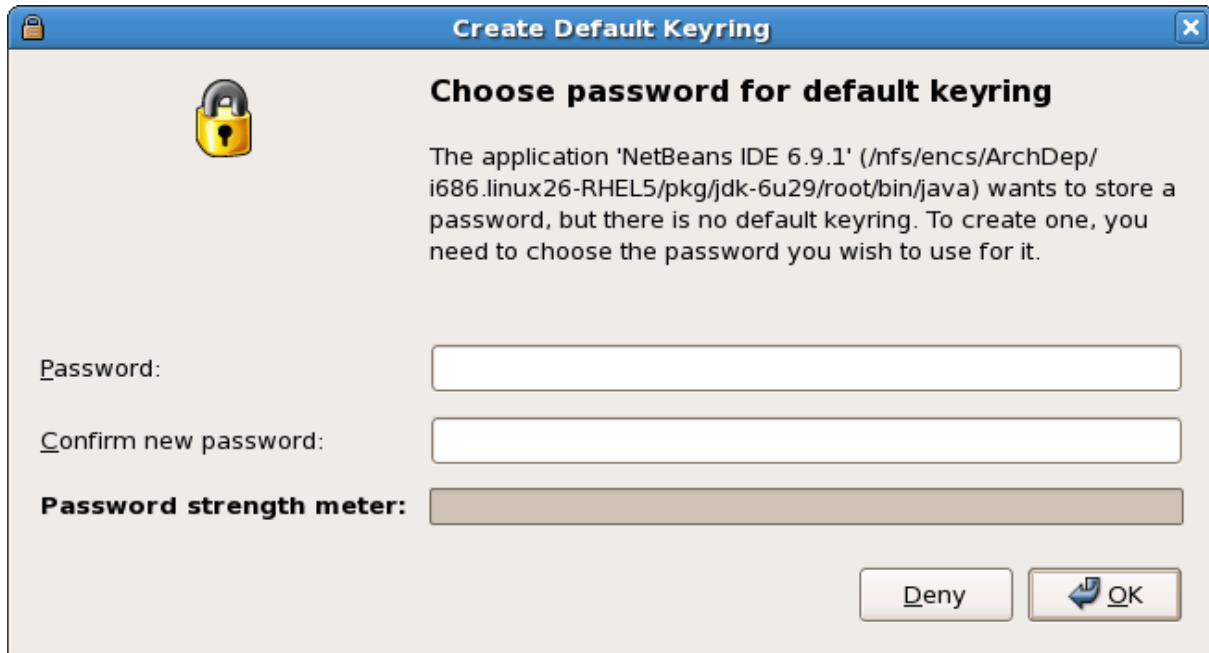 Create Default Keyring
Choose password for default keyring
The application 'NetBeans IDE 6.9.1' (/nfs/encs/ArchDep/
i686.linux26-RHEL5/pkg/jdk-6u29/root/bin/java) wants to store a
password, but there is no default keyring. To create one, you
need to choose the password you wish to use for it.
Password:
Confirm new password:
Password strength meter:
Deny OK